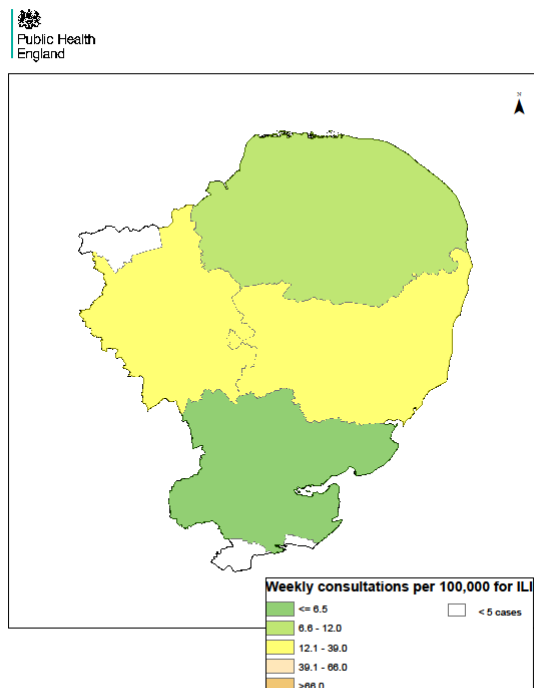 Public Health
England
N
Weekly consultations per 100,000 for ILI
<= 6.5
< 5 cases
6.6 - 12.0
12.1 - 39.0
39.1 - 66.0
>66.0